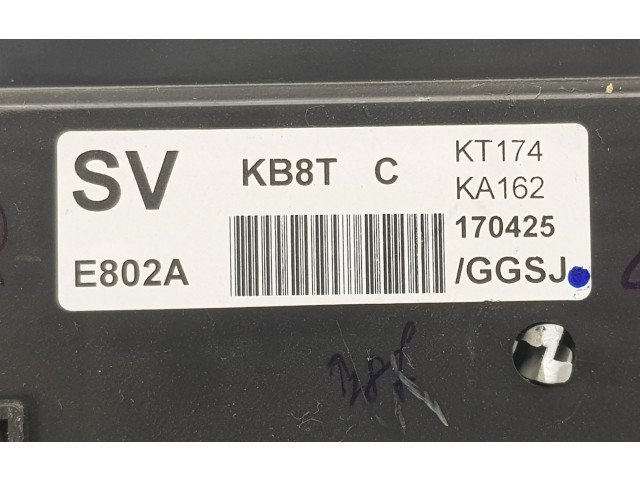 SV KB8T C KT174
KA162
170425
E802A /GGSJ